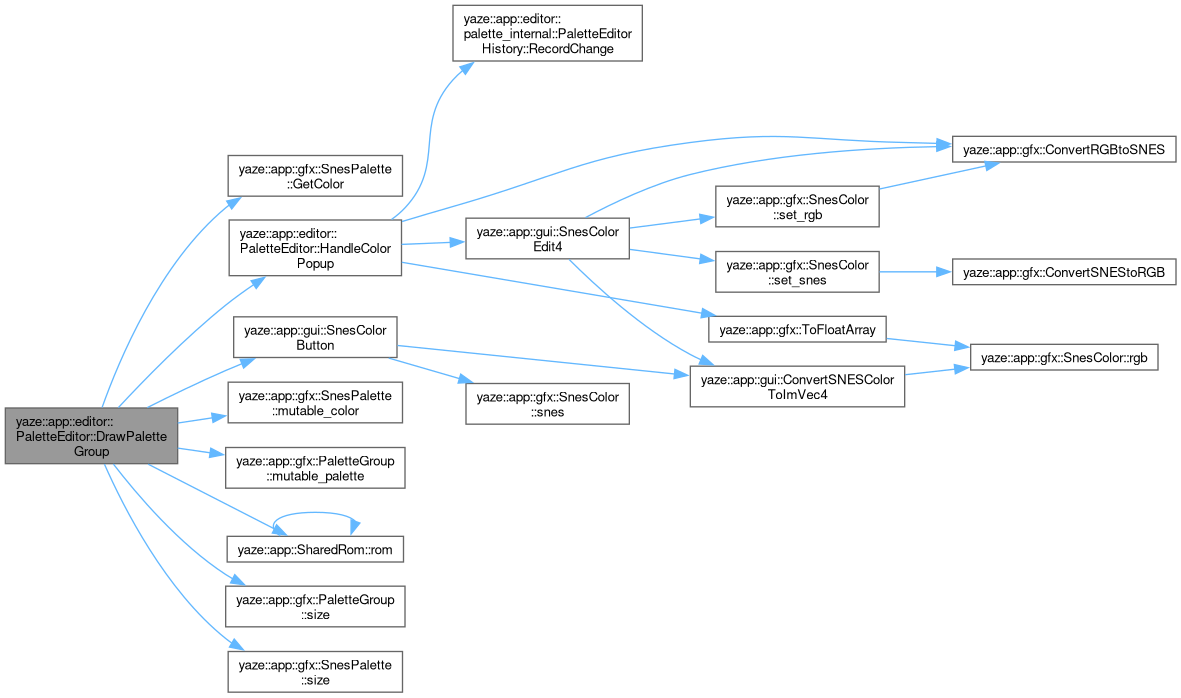 yaze::app::editor::
palette_internal::PaletteEditor
History::RecordChange
yaze::app::gfx::ConvertRGBtoSNES
yaze::app::gfx::SnesPalette
::GetColor
yaze::app::gfx::SnesColor
::set_rgb
yaze::app::editor::
PaletteEditor::HandleColor
Popup
yaze::app::gui::SnesColor
Edit4
yaze::app::gfx::SnesColor
::set_snes
yaze::app::gfx::ConvertSNEStoRGB
yaze::app::gui::SnesColor
Button
yaze::app::gfx::ToFloatArray
yaze::app::gfx::SnesColor::rgb
yaze::app::gui::ConvertSNESColor
ToImVec4
yaze::app::gfx::SnesPalette
::mutable_color
yaze::app::gfx::SnesColor
::snes
yaze::app::editor::
PaletteEditor::DrawPalette
Group
yaze::app::gfx::PaletteGroup
::mutable_palette
yaze::app::SharedRom::rom
yaze::app::gfx::PaletteGroup
::size
yaze::app::gfx::SnesPalette
::size